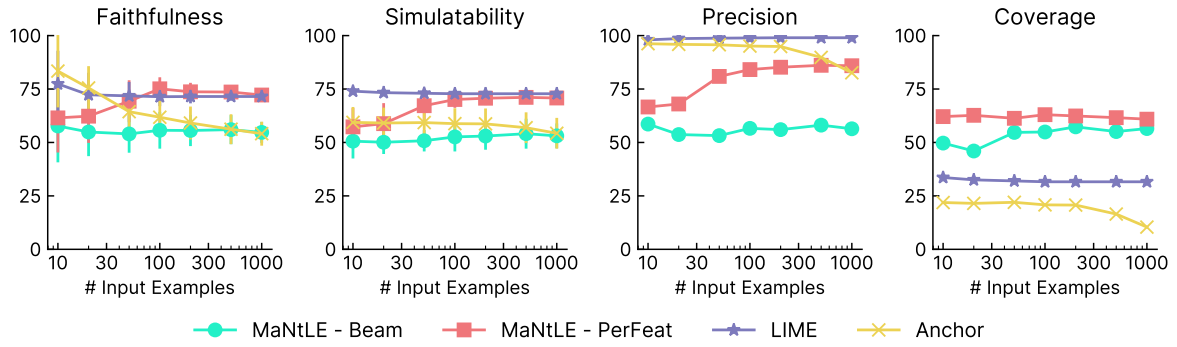 Faithfulness Simulatability Precision Coverage
100 100 100 100
75 75 75 75
50 50 50 50
25 25 25 25
0 0 0 0
10 30 100 300 1000 10 30 100 300 1000 10 30 100 300 1000 10 30 100 300 1000
# Input Examples # Input Examples # Input Examples # Input Examples
MaNtLE - Beam MaNtLE - PerFeat LIME Anchor